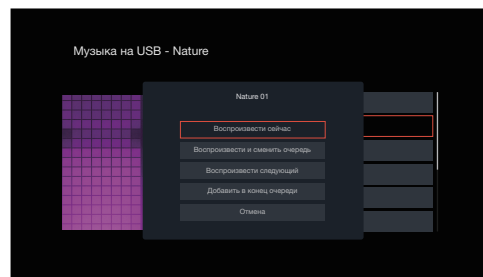 Музыка на USB - Nature
Nature 01
Воспроизвести сейчас
Воспроизвести и сменить очередь
Воспроизвести следующий
Добавить в конец очереди
Отмена